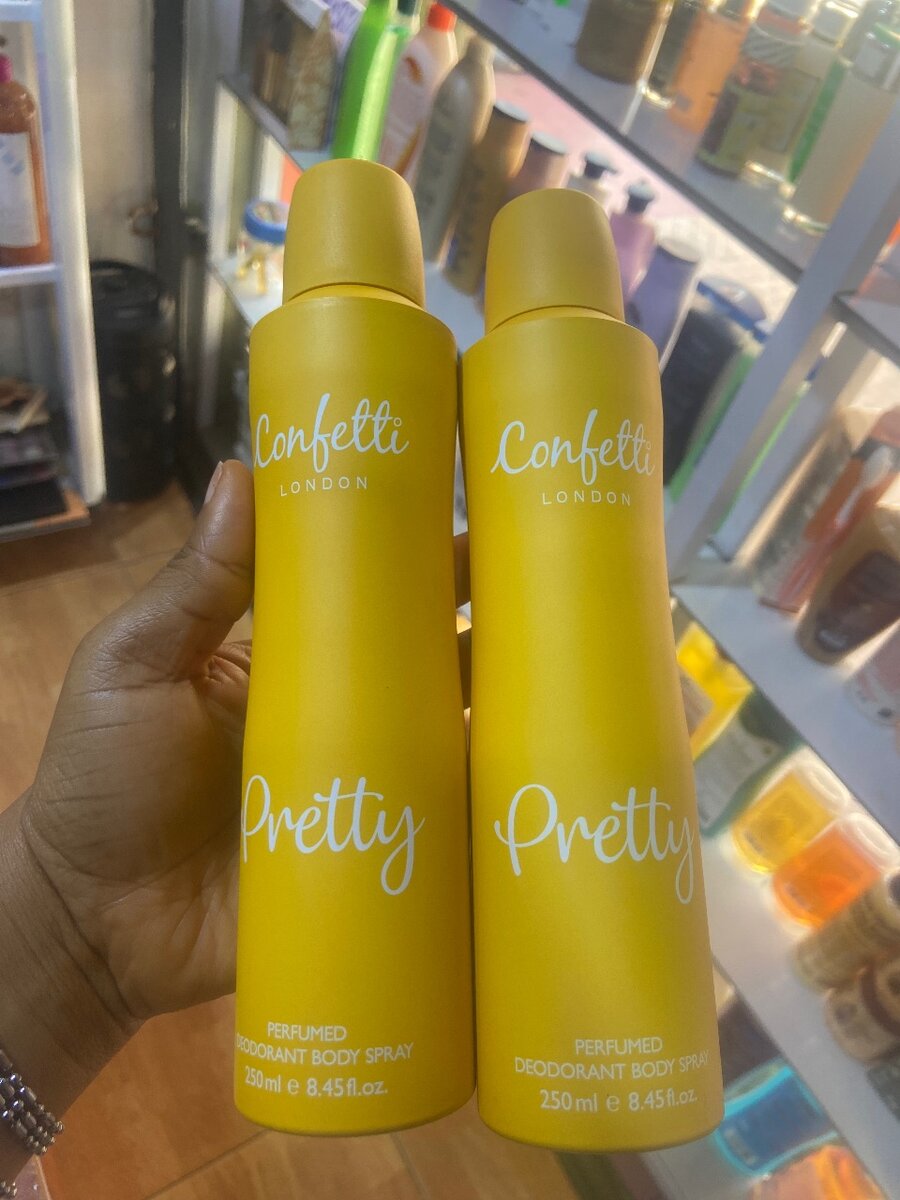 Confetti
LONDON
Pretty
PERFUMED
DEODORANT BODY SPRAY
250ml e 8.45fl.oz.
Confetti
LONDON
Pretty
PERFUMED
DEODORANT BODY SPRAY
250ml e 8.45fl.oz.